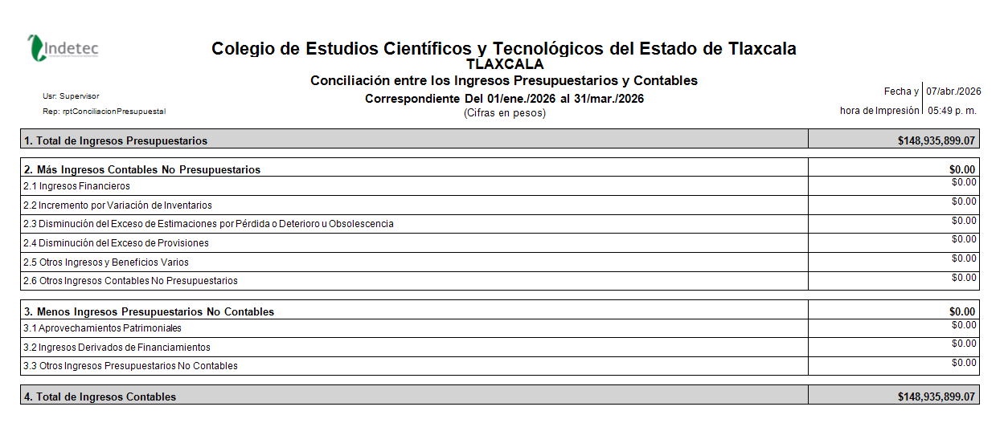 Indetec
Colegio de Estudios Científicos y Tecnológicos del Estado de Tlaxcala
TLAXCALA
Conciliación entre los Ingresos Presupuestarios y Contables
Correspondiente Del 01/ene./2026 al 31/mar./2026
(Cifras en pesos)
Usr: Supervisor
Rep: rptConciliacionPresupuestal
Fecha y 07/abr./2026
hora de Impresión 05:49 p. m.
1. Total de Ingresos Presupuestarios $148,935,899.07
2. Más Ingresos Contables No Presupuestarios $0.00
2.1 Ingresos Financieros $0.00
2.2 Incremento por Variación de Inventarios $0.00
2.3 Disminución del Exceso de Estimaciones por Pérdida o Deterioro u Obsolescencia $0.00
2.4 Disminución del Exceso de Provisiones $0.00
2.5 Otros Ingresos y Beneficios Varios $0.00
2.6 Otros Ingresos Contables No Presupuestarios $0.00
3. Menos Ingresos Presupuestarios No Contables $0.00
3.1 Aprovechamientos Patrimoniales $0.00
3.2 Ingresos Derivados de Financiamientos $0.00
3.3 Otros Ingresos Presupuestarios No Contables $0.00
4. Total de Ingresos Contables $148,935,899.07